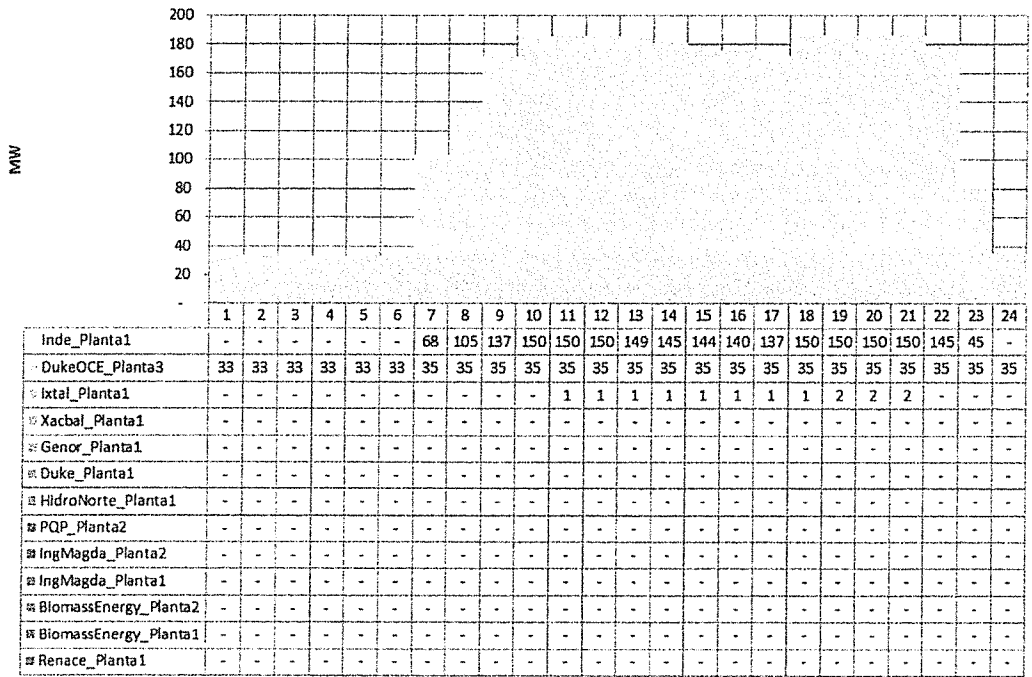 200
180
160
140
120
100
80
60
40
20
-
MW
1 2 3 4 5 6 7 8 9 10 11 12 13 14 15 16 17 18 19 20 21 22 23 24
Inde_Planta1 - - - - - - 68 105 137 150 150 150 149 145 144 140 137 150 150 150 150 145 45 -
DukeOCE_Planta3 33 33 33 33 33 33 35 35 35 35 35 35 35 35 35 35 35 35 35 35 35 35 35 35
Ixtal_Planta1 - - - - - - - - - - 1 1 1 1 1 1 1 1 2 2 2 - - -
Xacbal_Planta1 - - - - - - - - - - - - - - - - - - - - - - - -
Genor_Planta1 - - - - - - - - - - - - - - - - - - - - - - - -
Duke_Planta1 - - - - - - - - - - - - - - - - - - - - - - - -
HidroNorte_Planta1 - - - - - - - - - - - - - - - - - - - - - - - -
PQP_Planta2 - - - - - - - - - - - - - - - - - - - - - - - -
IngMagda_Planta2 - - - - - - - - - - - - - - - - - - - - - - - -
IngMagda_Planta1 - - - - - - - - - - - - - - - - - - - - - - - -
BiomassEnergy_Planta2 - - - - - - - - - - - - - - - - - - - - - - - -
BiomassEnergy_Planta1 - - - - - - - - - - - - - - - - - - - - - - - -
Renace_Planta1 - - - - - - - - - - - - - - - - - - - - - - - -